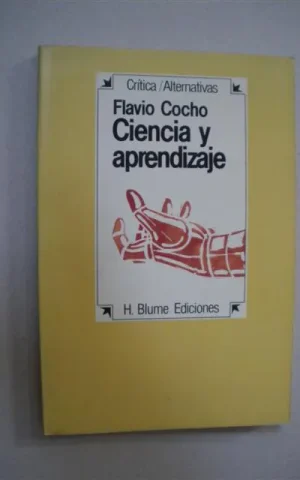 Crítica/Alternativas
Flavio Cocho
Ciencia y
aprendizaje
H. Blume Ediciones